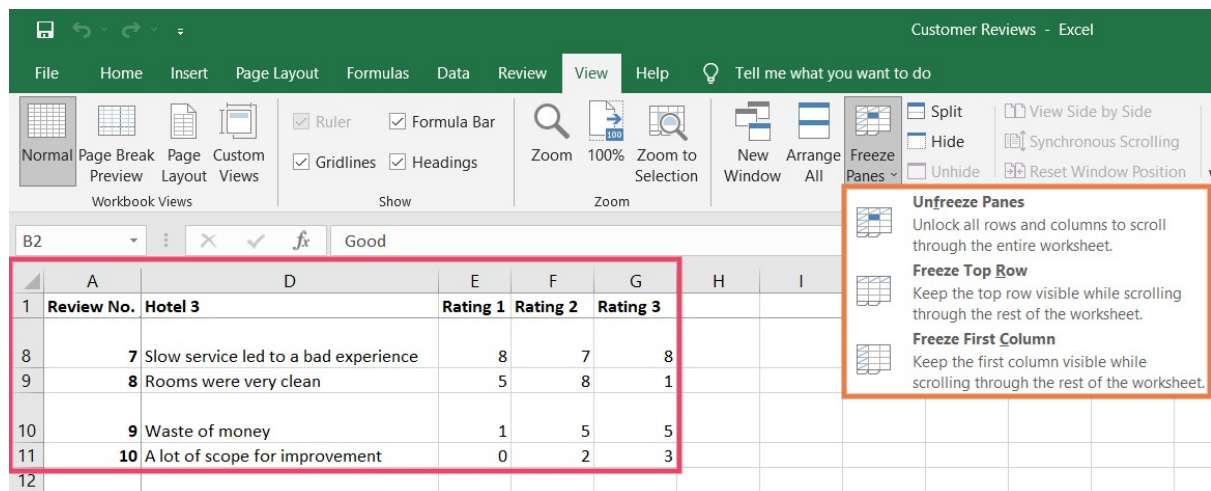 Customer Reviews - Excel
File Home Insert Page Layout Formulas Data Review View Help Tell me what you want to do
Normal Page Break Preview Page Layout Custom Views
Workbook Views
Ruler Formula Bar
Gridlines Headings
Show
Zoom 100% Zoom to Selection
Zoom
New Window Arrange All Freeze Panes
Split
Hide
Unhide
View Side by Side
Synchronous Scrolling
Reset Window Position
Unfreeze Panes
Unlock all rows and columns to scroll
through the entire worksheet.
Freeze Top Row
Keep the top row visible while scrolling
through the rest of the worksheet.
Freeze First Column
Keep the first column visible while
scrolling through the rest of the worksheet.
B2 fx Good
A D E F G H I
1 Review No. Hotel 3 Rating 1 Rating 2 Rating 3
8 7 Slow service led to a bad experience 8 7 8
9 8 Rooms were very clean 5 8 1
10 9 Waste of money 1 5 5
11 10 A lot of scope for improvement 0 2 3
12